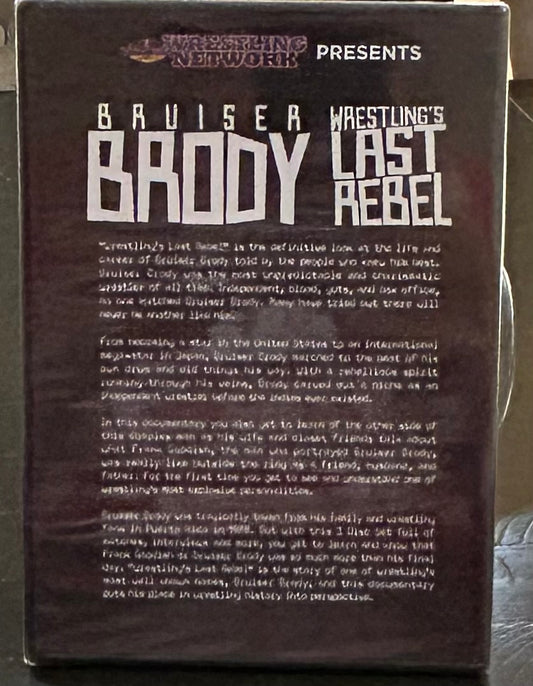 WRESTLING NETWORK PRESENTS
BRUISER BRODY WRESTLING'S LAST REBEL
"Wrestling's Last Rebel" is the definitive look at the life and
career of Bruiser Brody told by the people who knew him best.
Bruiser Brody was the most unpredictable and charismatic
wrestler of all time. Independent, blood, guts, and box office,
no one matched Bruiser Brody. Many have tried but there will
never be another like him.
From becoming a star in the United States to an international
mega-star in Japan, Bruiser Brody marched to the beat of his
own drum and did things his way. With a rebellious spirit
running through his veins, Brody carved out a niche as an
independent wrestler before the indies ever existed.
In this documentary you also get to learn of the other side of
this complex man as his wife and closest friends talk about
what Frank Goodish, the man who portrayed Bruiser Brody,
was really like outside the ring as a friend, husband, and
father. For the first time you get to see and understand one of
wrestling's most explosive personalities.
Bruiser Brody was tragically taken from his family and wrestling
fans in Puerto Rico in 1988. But with this 3 Disc Set full of
extras, interviews and more, you get to learn and know that
Frank Goodish as Bruiser Brody was so much more than his final
day. "Wrestling's Last Rebel" is the story of one of wrestling's
most well known names, Bruiser Brody, and this documentary
puts his place in wrestling history into perspective.